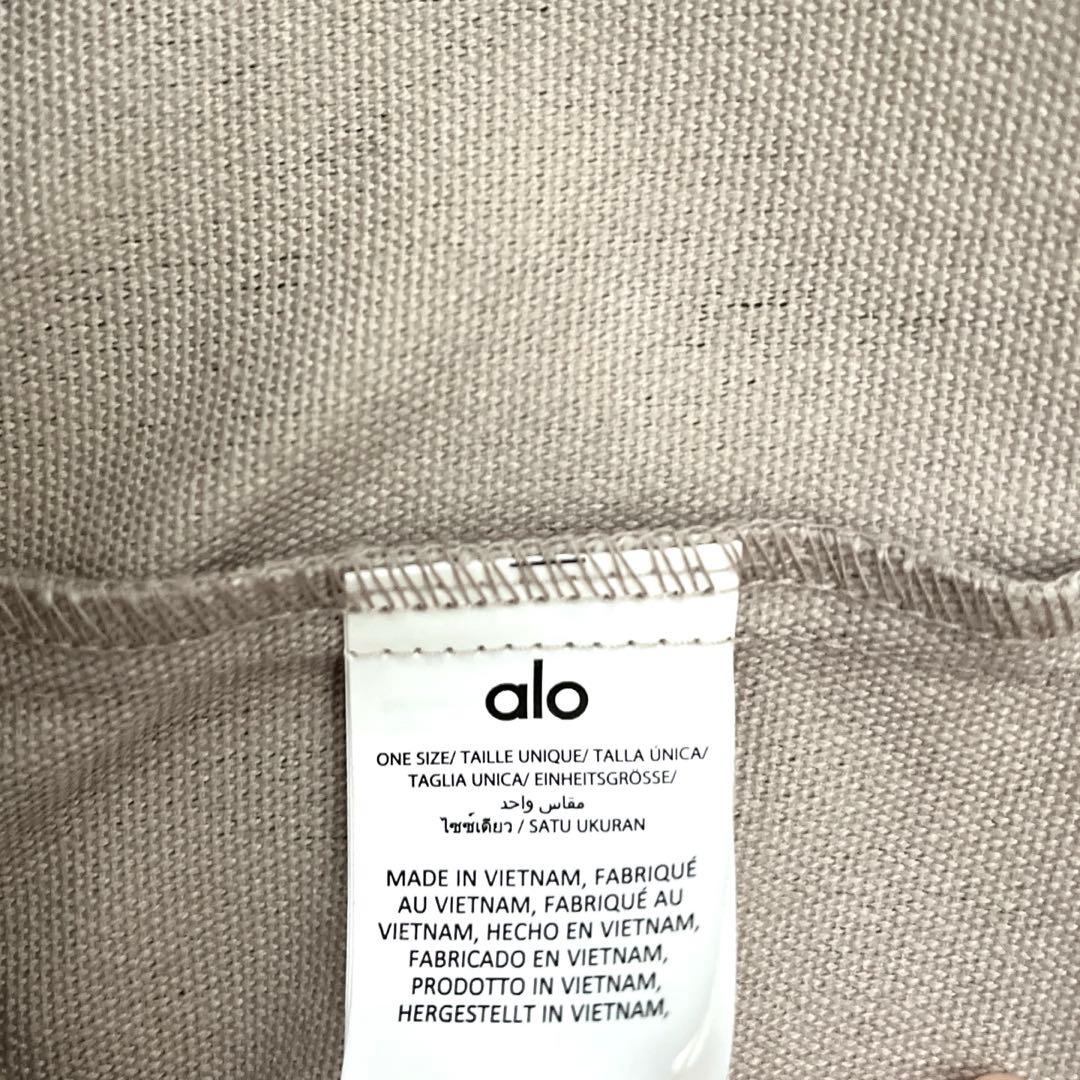 alo
ONE SIZE/ TAILLE UNIQUE/ TALLA ÚNICA/
TAGLIA UNICA/ EINHEITSGRÖSSE/
مقاس واحد
ไซซ์เดียว / SATU UKURAN
MADE IN VIETNAM, FABRIQUÉ
AU VIETNAM, FABRIQUÉ AU
VIETNAM, HECHO EN VIETNAM,
FABRICADO EN VIETNAM,
PRODOTTO IN VIETNAM,
HERGESTELLT IN VIETNAM,